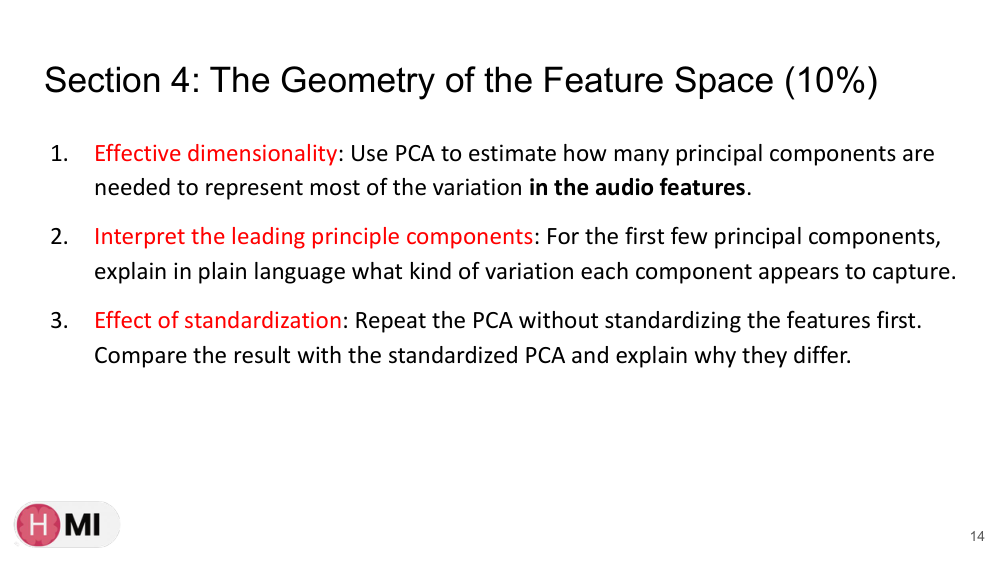 Section 4: The Geometry of the Feature Space (10%)
1. Effective dimensionality: Use PCA to estimate how many principal components are
needed to represent most of the variation in the audio features.
2. Interpret the leading principle components: For the first few principal components,
explain in plain language what kind of variation each component appears to capture.
3. Effect of standardization: Repeat the PCA without standardizing the features first.
Compare the result with the standardized PCA and explain why they differ.
H MI
14